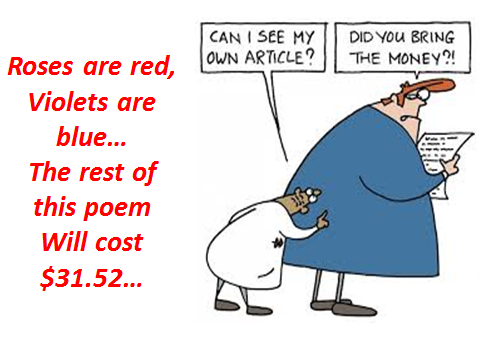 Roses are red,
Violets are
blue...
The rest of
this poem
Will cost
$31.52...
CAN I SEE MY
OWN ARTICLE?
DID YOU BRING
THE MONEY?!